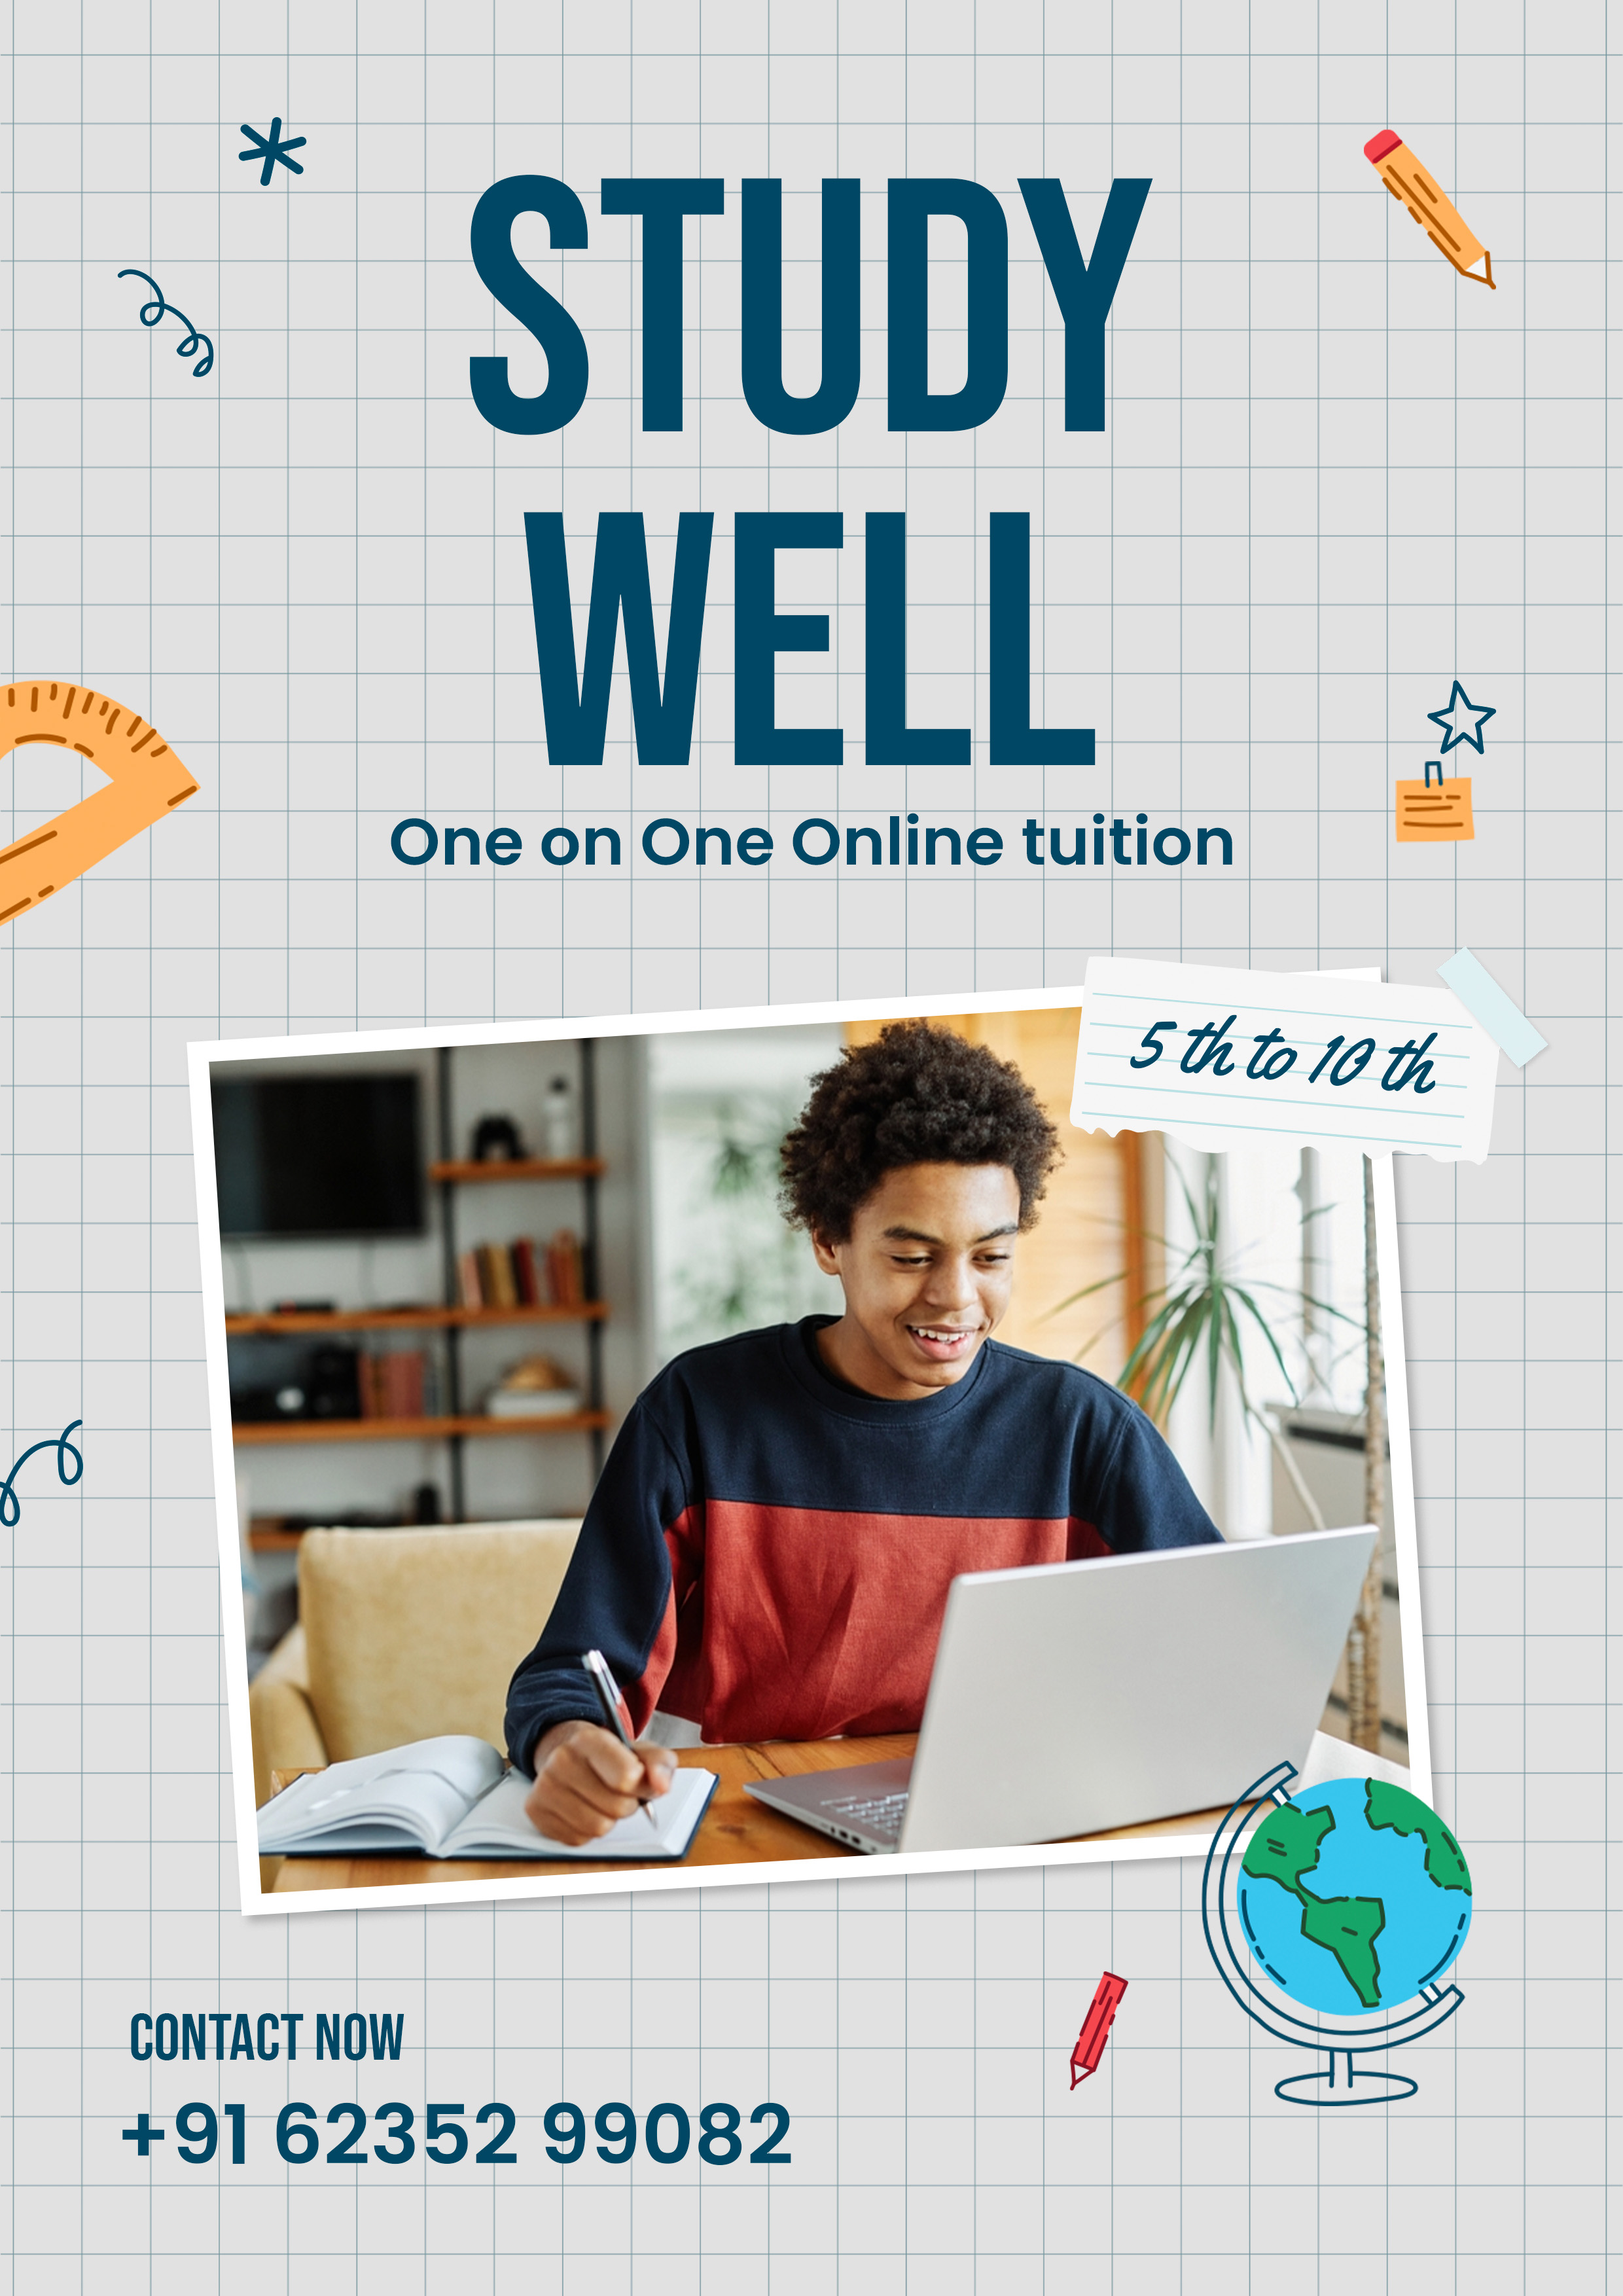 STUDY
WELL
One on One Online tuition
5 th to 10 th
CONTACT NOW
+91 62352 99082